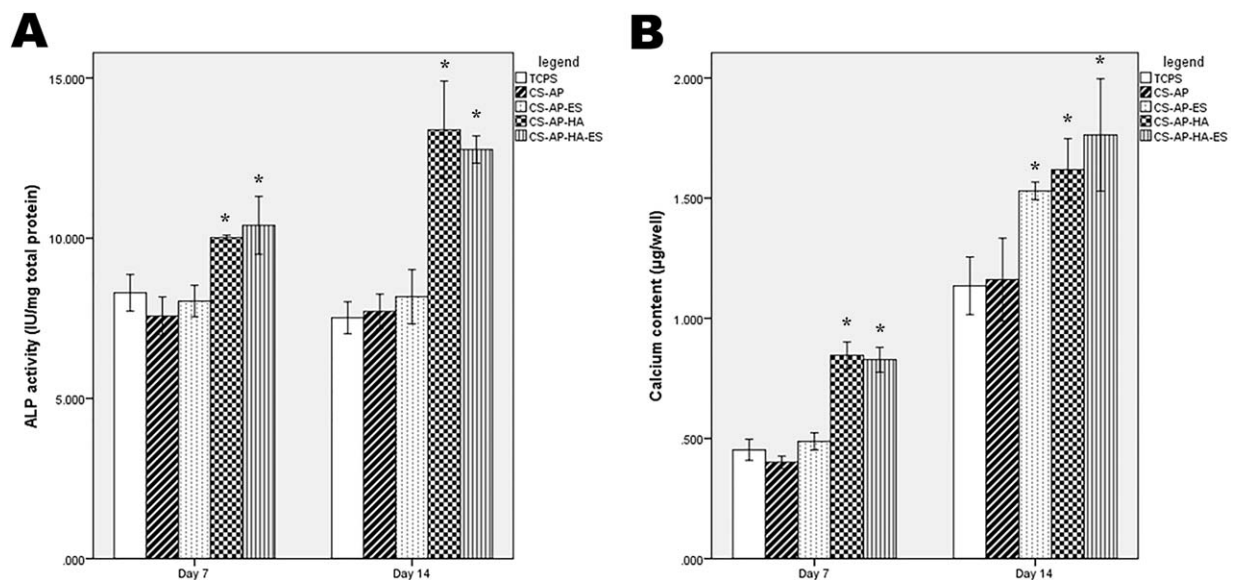 A
legend
TCPS
CS-AP
CS-AP-ES
CS-AP-HA
CS-AP-HA-ES
ALP activity (IU/mg total protein)
15.000
10.000
5.000
.000
* * * *
Day 7 Day 14
B
legend
TCPS
CS-AP
CS-AP-ES
CS-AP-HA
CS-AP-HA-ES
Calcium content (µg/well)
2.000
1.500
1.000
.500
.000
* * * * *
Day 7 Day 14